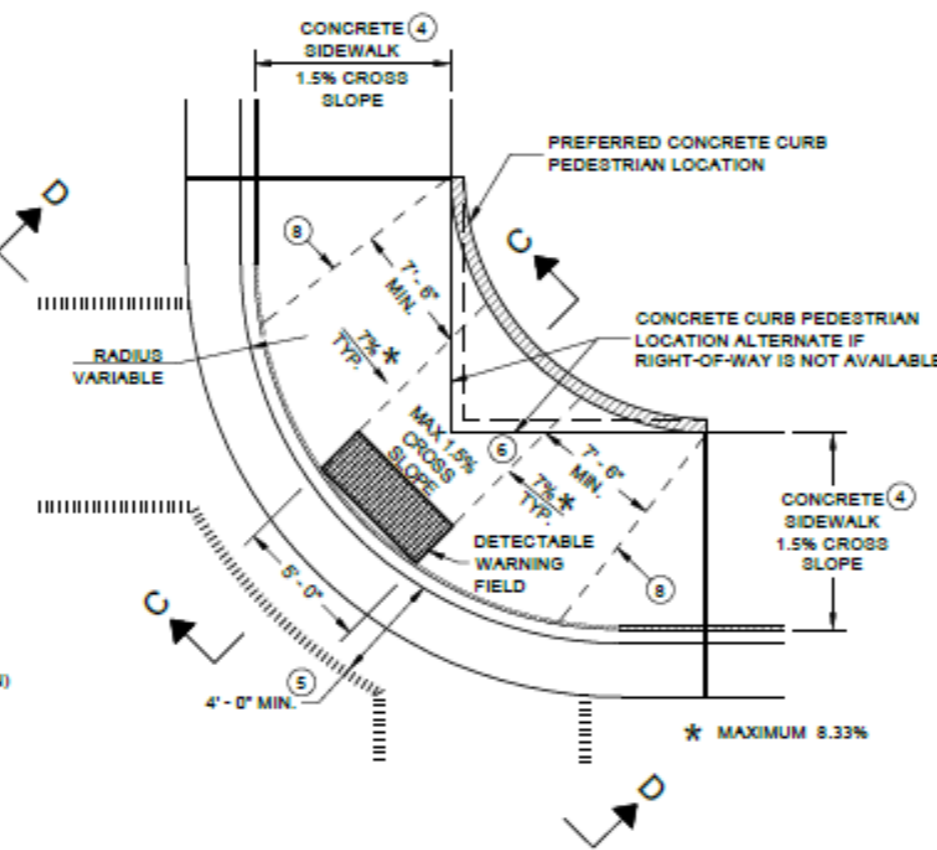 CONCRETE 4
SIDEWALK
1.5% CROSS
SLOPE
PREFERRED CONCRETE CURB
PEDESTRIAN LOCATION
D
C
8
7' - 6"
MIN.
CONCRETE CURB PEDESTRIAN
LOCATION ALTERNATE IF
RIGHT-OF-WAY IS NOT AVAILABLE
RADIUS
VARIABLE
7% *
TYP.
MAX 1.5%
CROSS
SLOPE
6
7' - 6"
MIN.
7% *
TYP.
CONCRETE 4
SIDEWALK
1.5% CROSS
SLOPE
DETECTABLE
WARNING
FIELD
5' - 0"
8
C
5
4' - 0" MIN.
* MAXIMUM 8.33%
D